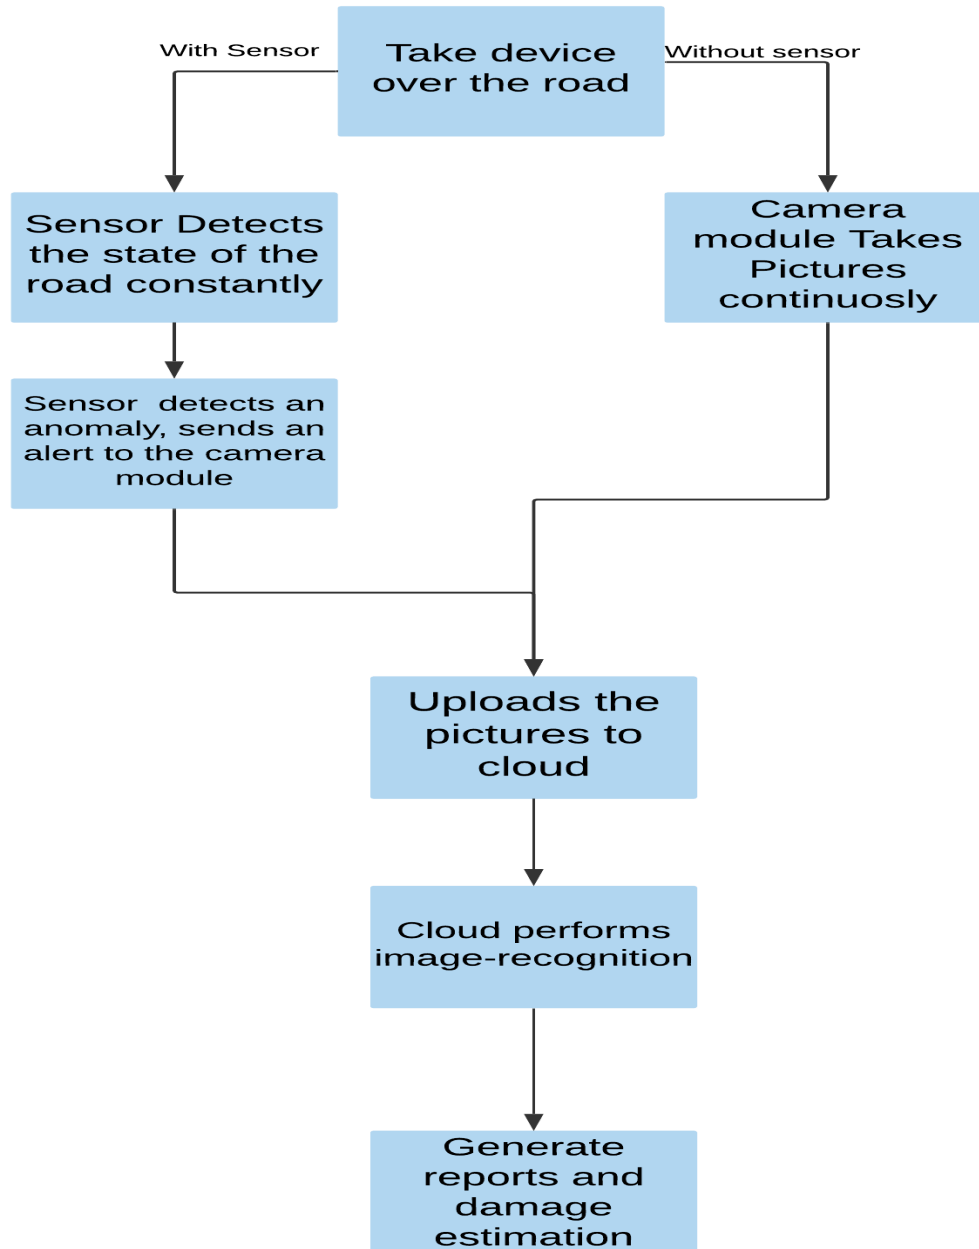 With Sensor
Take device
over the road
Without sensor
Sensor Detects
the state of the
road constantly
Camera
module Takes
Pictures
continuosly
Sensor  detects an
anomaly, sends an
alert to the camera
module
Uploads the
pictures to
cloud
Cloud performs
image-recognition
Generate
reports and
damage
estimation